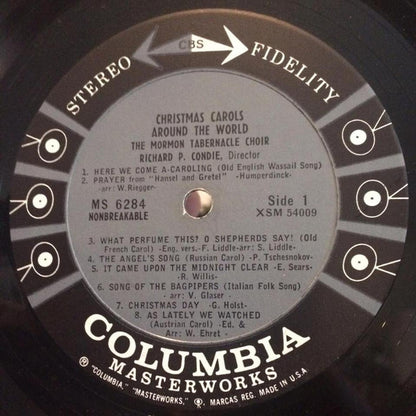 CBS
STEREO FIDELITY
CHRISTMAS CAROLS
AROUND THE WORLD
THE MORMON TABERNACLE CHOIR
RICHARD P. CONDIE, Director
1. HERE WE COME A-CAROLING (Old English Wassail Song)
2. PRAYER from "Hansel and Gretel" -Humperdinck-
-arr: W. Riegger-
MS 6284
NONBREAKABLE
Side 1
XSM 54009
3. WHAT PERFUME THIS? O SHEPHERDS SAY! (Old
French Carol) -Eng. vers.- F. Liddle-arr: S. Liddle-
4. THE ANGEL'S SONG (Russian Carol) -P. Tschesnokov-
5. IT CAME UPON THE MIDNIGHT CLEAR -E. Sears-
R. Willis-
6. SONG OF THE BAGPIPERS (Italian Folk Song)
-arr: V. Glaser-
7. CHRISTMAS DAY -G. Holst-
8. AS LATELY WE WATCHED
(Austrian Carol) -Ed. &
Arr: W. Ehret-
COLUMBIA
MASTERWORKS
® "COLUMBIA," "MASTERWORKS," MARCAS REG. MADE IN U.S.A.